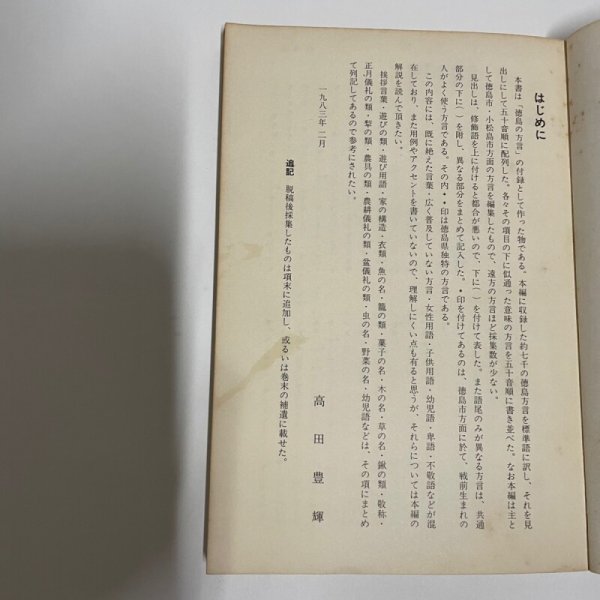 はじめに
本書は「徳島の方言」の付録として作った物である。本編に収録した約七千の徳島方言を標準語に訳し、それを見
出しにして五十音順に配列した。各々その項目の下に似通った意味の方言を五十音順に書き並べた。なお本編は主と
して徳島市・小松島市方面の方言を編集したもので、遠方の方言ほど採集数が少ない。
見出しは、修飾語を上に付けると都合が悪いので、下に( )を付けて表した。また語尾のみが異なる方言は、共通
部分の下に( )を附し、異なる部分をまとめて記入した。・印を付けてあるのは、徳島市方面に於て、戦前生まれの
人がよく使う方言である。その内・・印は徳島県独特の方言である。
この内容には、既に絶えた言葉・広く普及していない方言・女性用語・子供用語・幼児語・卑語・不敬語などが混
在しており、また用例やアクセントを書いていないので、理解しにくい点も有ると思うが、それらについては本編の
解説を読んで頂きたい。
挨拶言葉・遊びの類・遊び用語・家の構造・衣類・魚の名・籠の類・菓子の名・木の名・草の名・鍬の類・敬称・
正月儀礼の類・犂の類・農具の類・農耕儀礼の類・盆儀礼の類・虫の名・野菜の名・幼児語などは、その項にまとめ
て列記してあるので参考にされたい。
一九八三年 二月
高田豊輝
追記 脱稿後採集したものは項末に追加し、或るいは巻末の補遺に載せた。